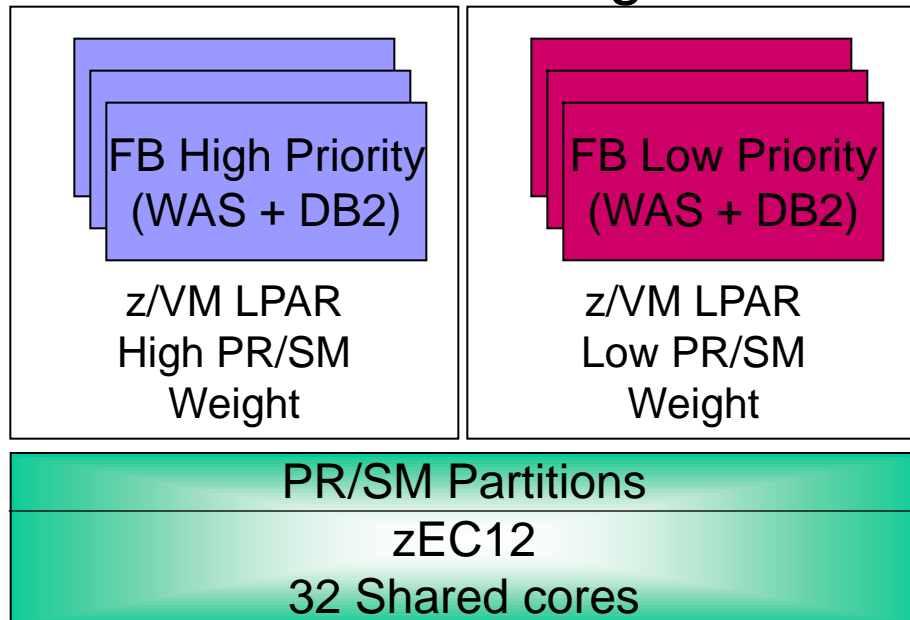 FB High Priority
(WAS + DB2)
z/VM LPAR
High PR/SM
Weight
FB Low Priority
(WAS + DB2)
z/VM LPAR
Low PR/SM
Weight
PR/SM Partitions
zEC12
32 Shared cores